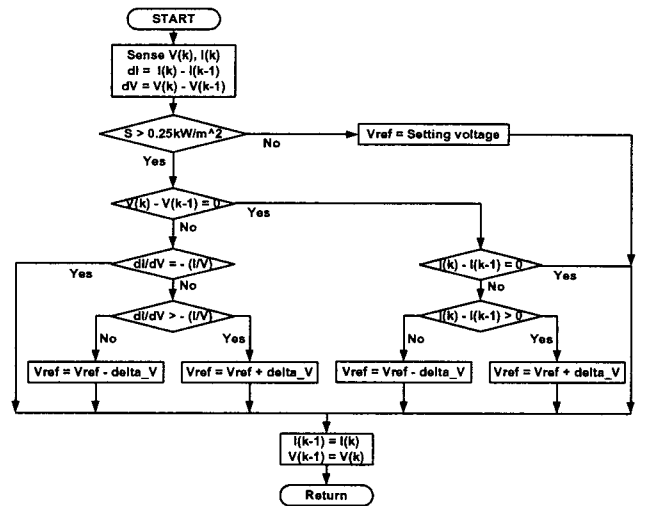 START
Sense V(k), I(k)
dI = I(k) - I(k-1)
dV = V(k) - V(k-1)
S > 0.25kW/m^2
No
Vref = Setting voltage
Yes
V(k) - V(k-1) = 0
Yes
No
dI/dV = - (I/V)
Yes
No
I(k) - I(k-1) = 0
Yes
No
dI/dV > - (I/V)
No
Yes
I(k) - I(k-1) > 0
No
Yes
Vref = Vref - delta_V
Vref = Vref + delta_V
Vref = Vref - delta_V
Vref = Vref + delta_V
I(k-1) = I(k)
V(k-1) = V(k)
Return